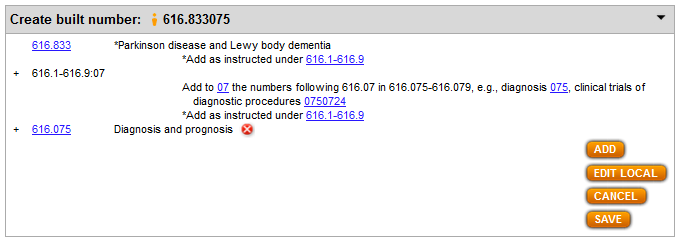 Create built number: 616.833075
616.833 *Parkinson disease and Lewy body dementia
*Add as instructed under 616.1-616.9
+ 616.1-616.9:07
Add to 07 the numbers following 616.07 in 616.075-616.079, e.g., diagnosis 075, clinical trials of
diagnostic procedures 0750724
*Add as instructed under 616.1-616.9
+ 616.075 Diagnosis and prognosis
ADD
EDIT LOCAL
CANCEL
SAVE